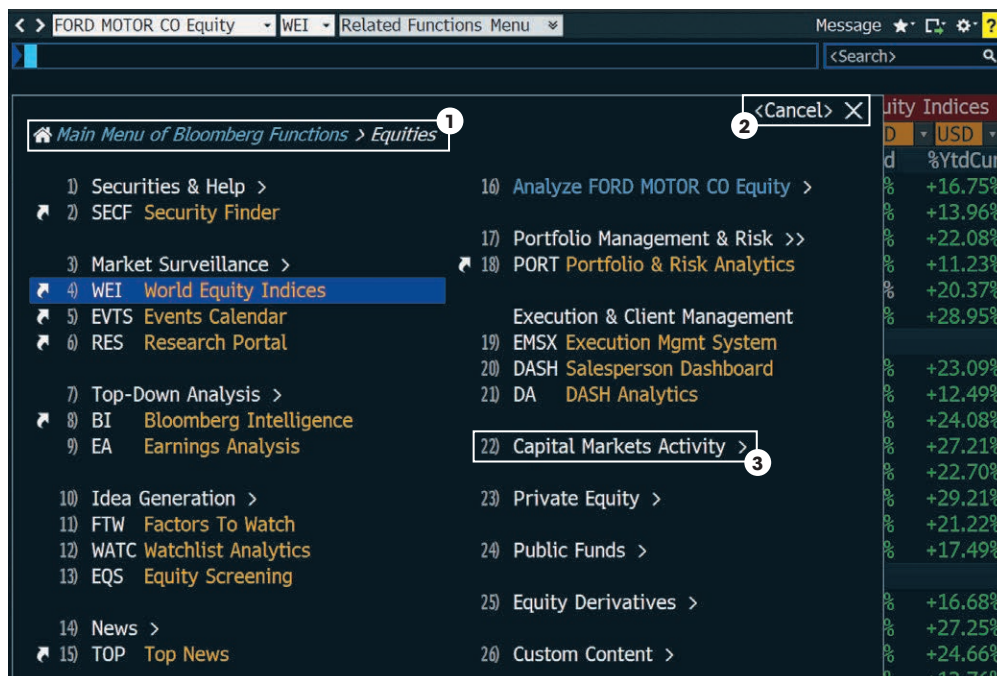 < > FORD MOTOR CO Equity WEI Related Functions Menu Message ?
<Search>
<Cancel> X
1
2
Main Menu of Bloomberg Functions > Equities
1) Securities & Help >
2) SECF Security Finder
3) Market Surveillance >
4) WEI World Equity Indices
5) EVTS Events Calendar
6) RES Research Portal
7) Top-Down Analysis >
8) BI Bloomberg Intelligence
9) EA Earnings Analysis
10) Idea Generation >
11) FTW Factors To Watch
12) WATC Watchlist Analytics
13) EQS Equity Screening
14) News >
15) TOP Top News
16) Analyze FORD MOTOR CO Equity >
17) Portfolio Management & Risk >>
18) PORT Portfolio & Risk Analytics
Execution & Client Management
19) EMSX Execution Mgmt System
20) DASH Salesperson Dashboard
21) DA DASH Analytics
22) Capital Markets Activity >
3
23) Private Equity >
24) Public Funds >
25) Equity Derivatives >
26) Custom Content >
Indices
USD
%YtdCur
% +16.75%
% +13.96%
% +22.08%
% +11.23%
% +20.37%
% +28.95%
% +23.09%
% +12.49%
% +24.08%
% +27.21%
% +22.70%
% +29.21%
% +21.22%
% +17.49%
% +16.68%
% +27.25%
% +24.66%